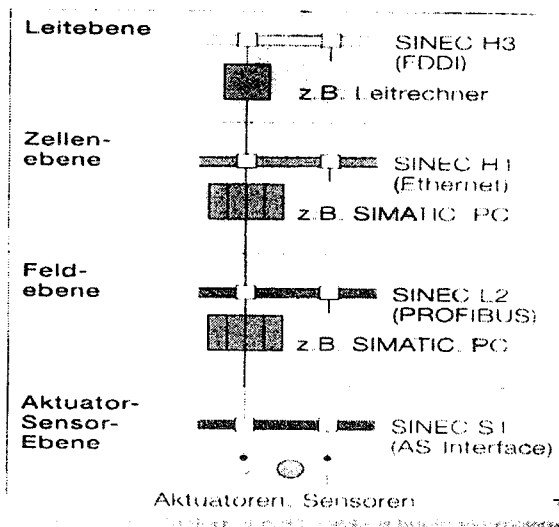 Leitebene
SINEC H3
(FDDI)
z.B. Leitrechner
Zellen-
ebene
SINEC H1
(Ethernet)
z.B. SIMATIC, PC
Feld-
ebene
SINEC L2
(PROFIBUS)
z.B. SIMATIC, PC
Aktuator-
Sensor-
Ebene
SINEC S1
(AS Interface)
Aktuatoren, Sensoren